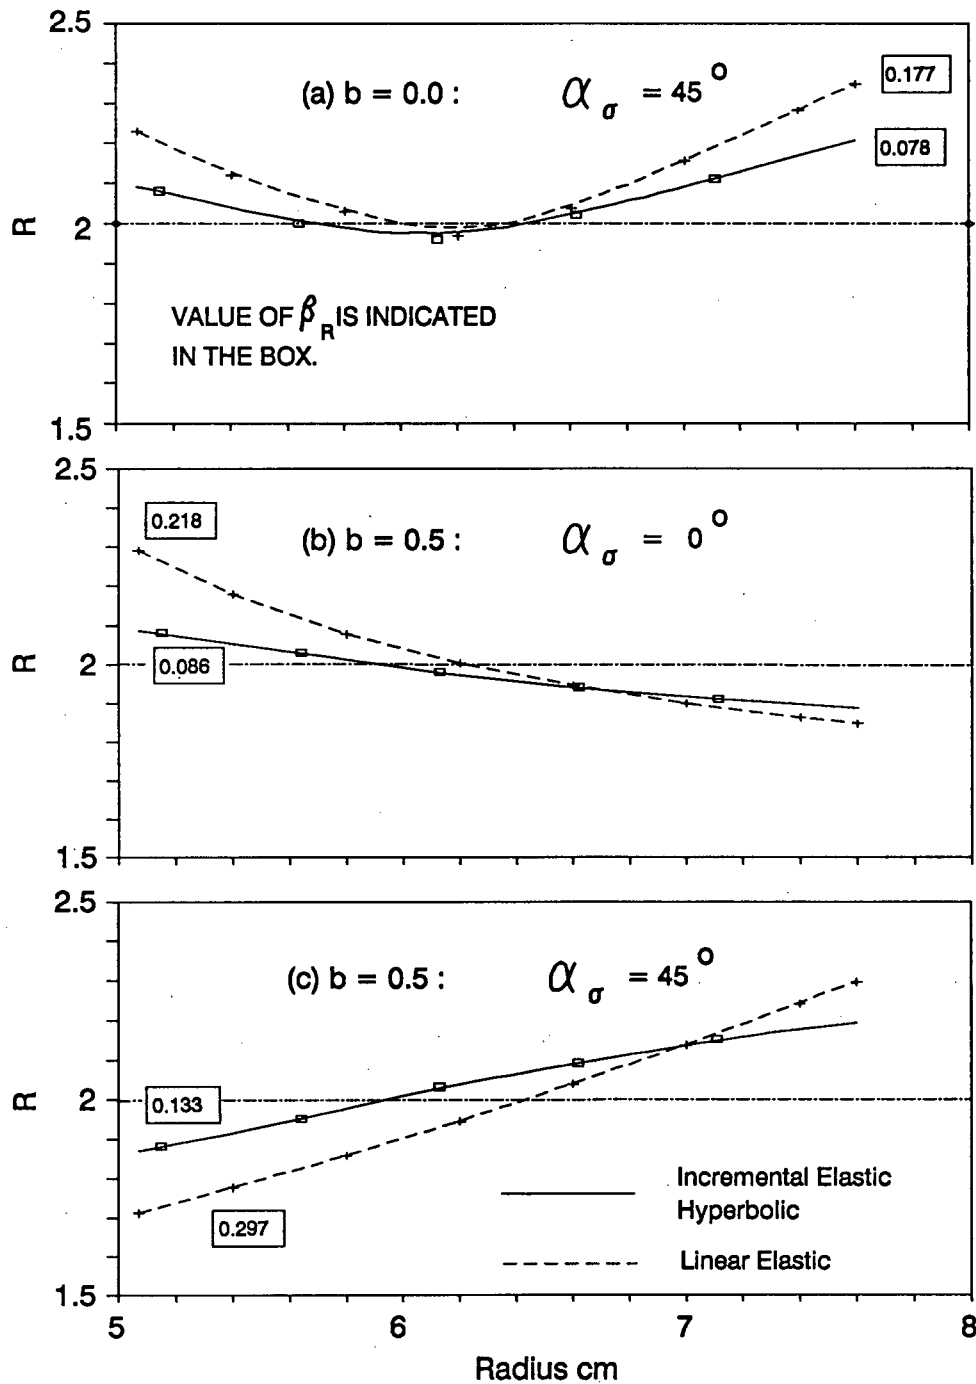 2.5
(a) b = 0.0 : α σ = 45°
0.177
0.078
R
2
VALUE OF β R IS INDICATED
IN THE BOX.
1.5
2.5
0.218
(b) b = 0.5 : α σ = 0°
R
2
0.086
1.5
2.5
(c) b = 0.5 : α σ = 45°
R
2
0.133
0.297
Incremental Elastic
Hyperbolic
Linear Elastic
1.5
5 6 7 8
Radius cm